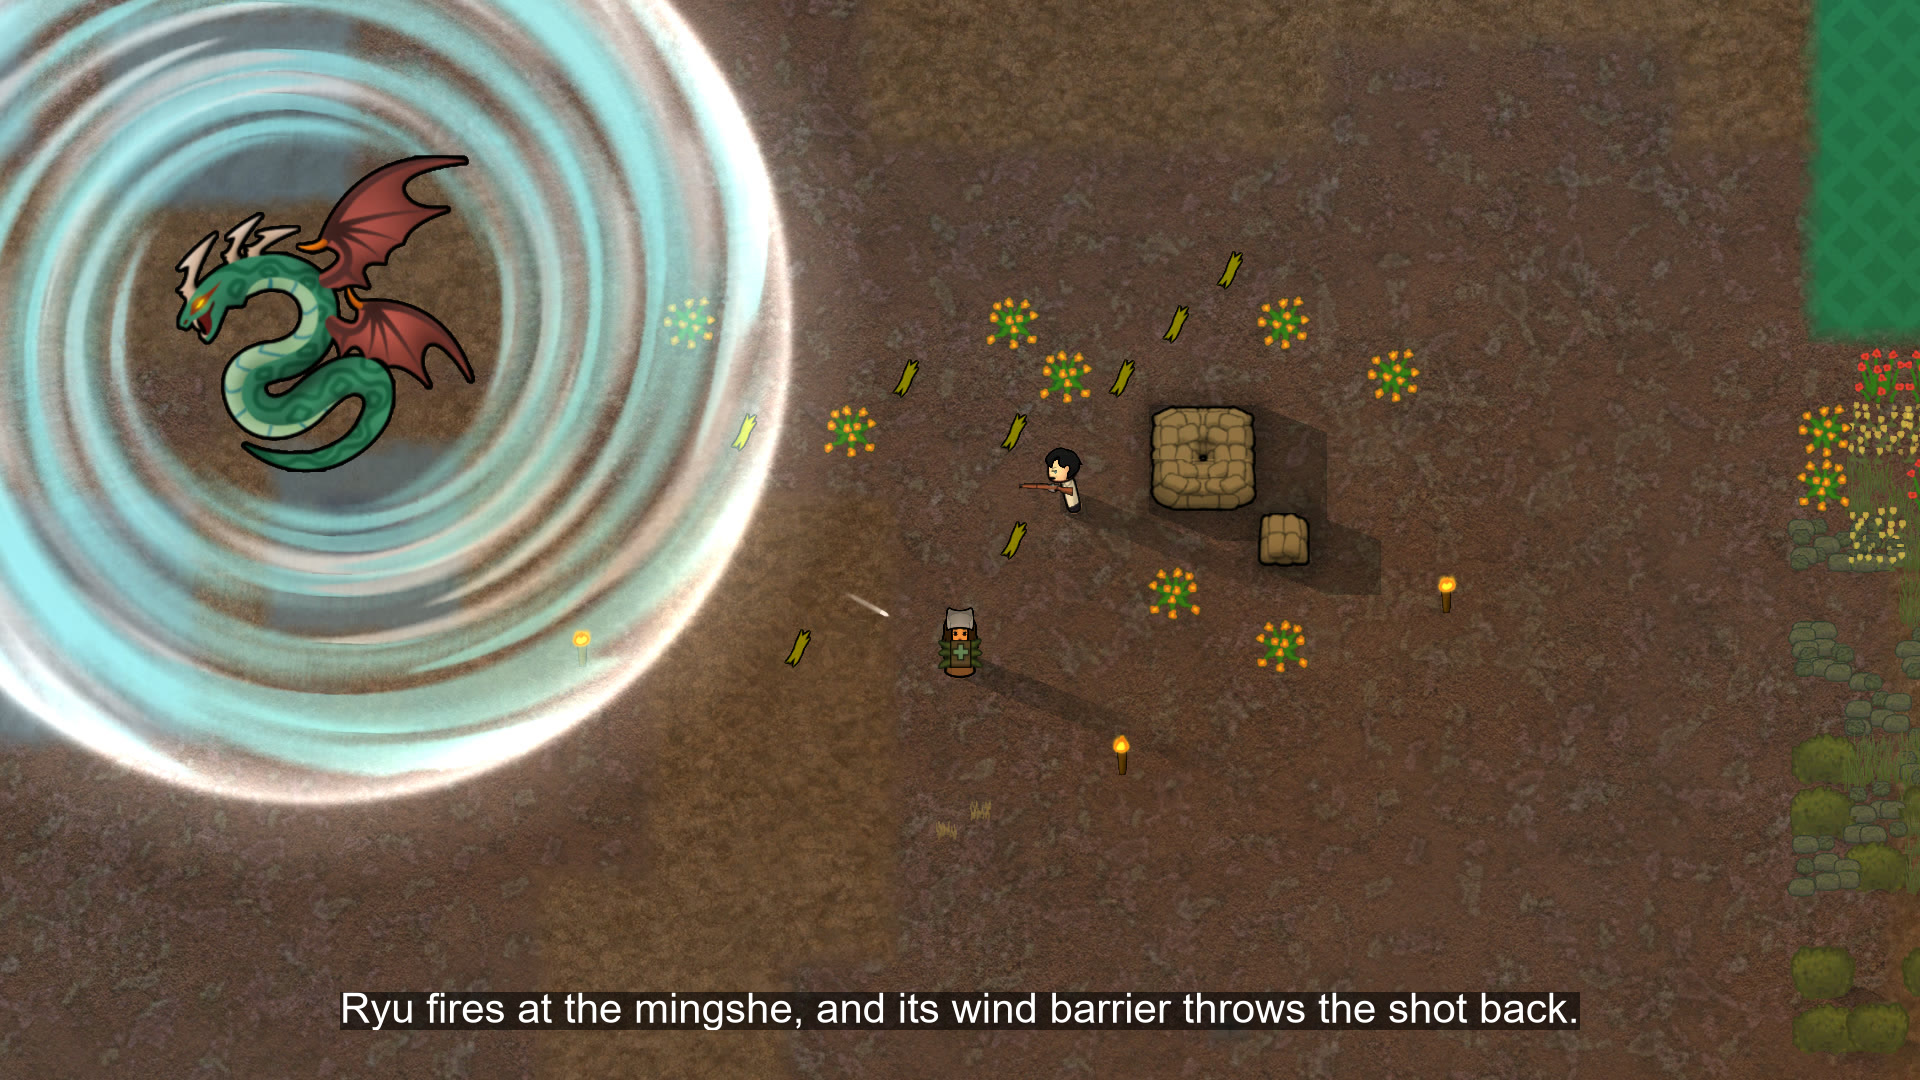 Ryu fires at the mingshe, and its wind barrier throws the shot back.